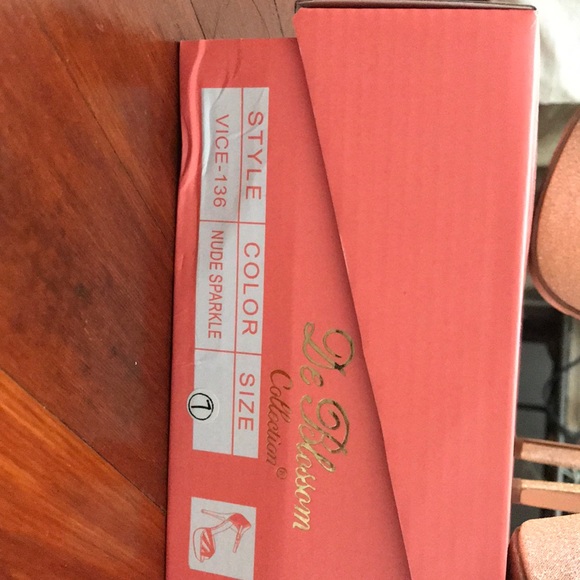 STYLE COLOR SIZE
VICE-136 NUDE SPARKLE 7
De Blossom
Collection®